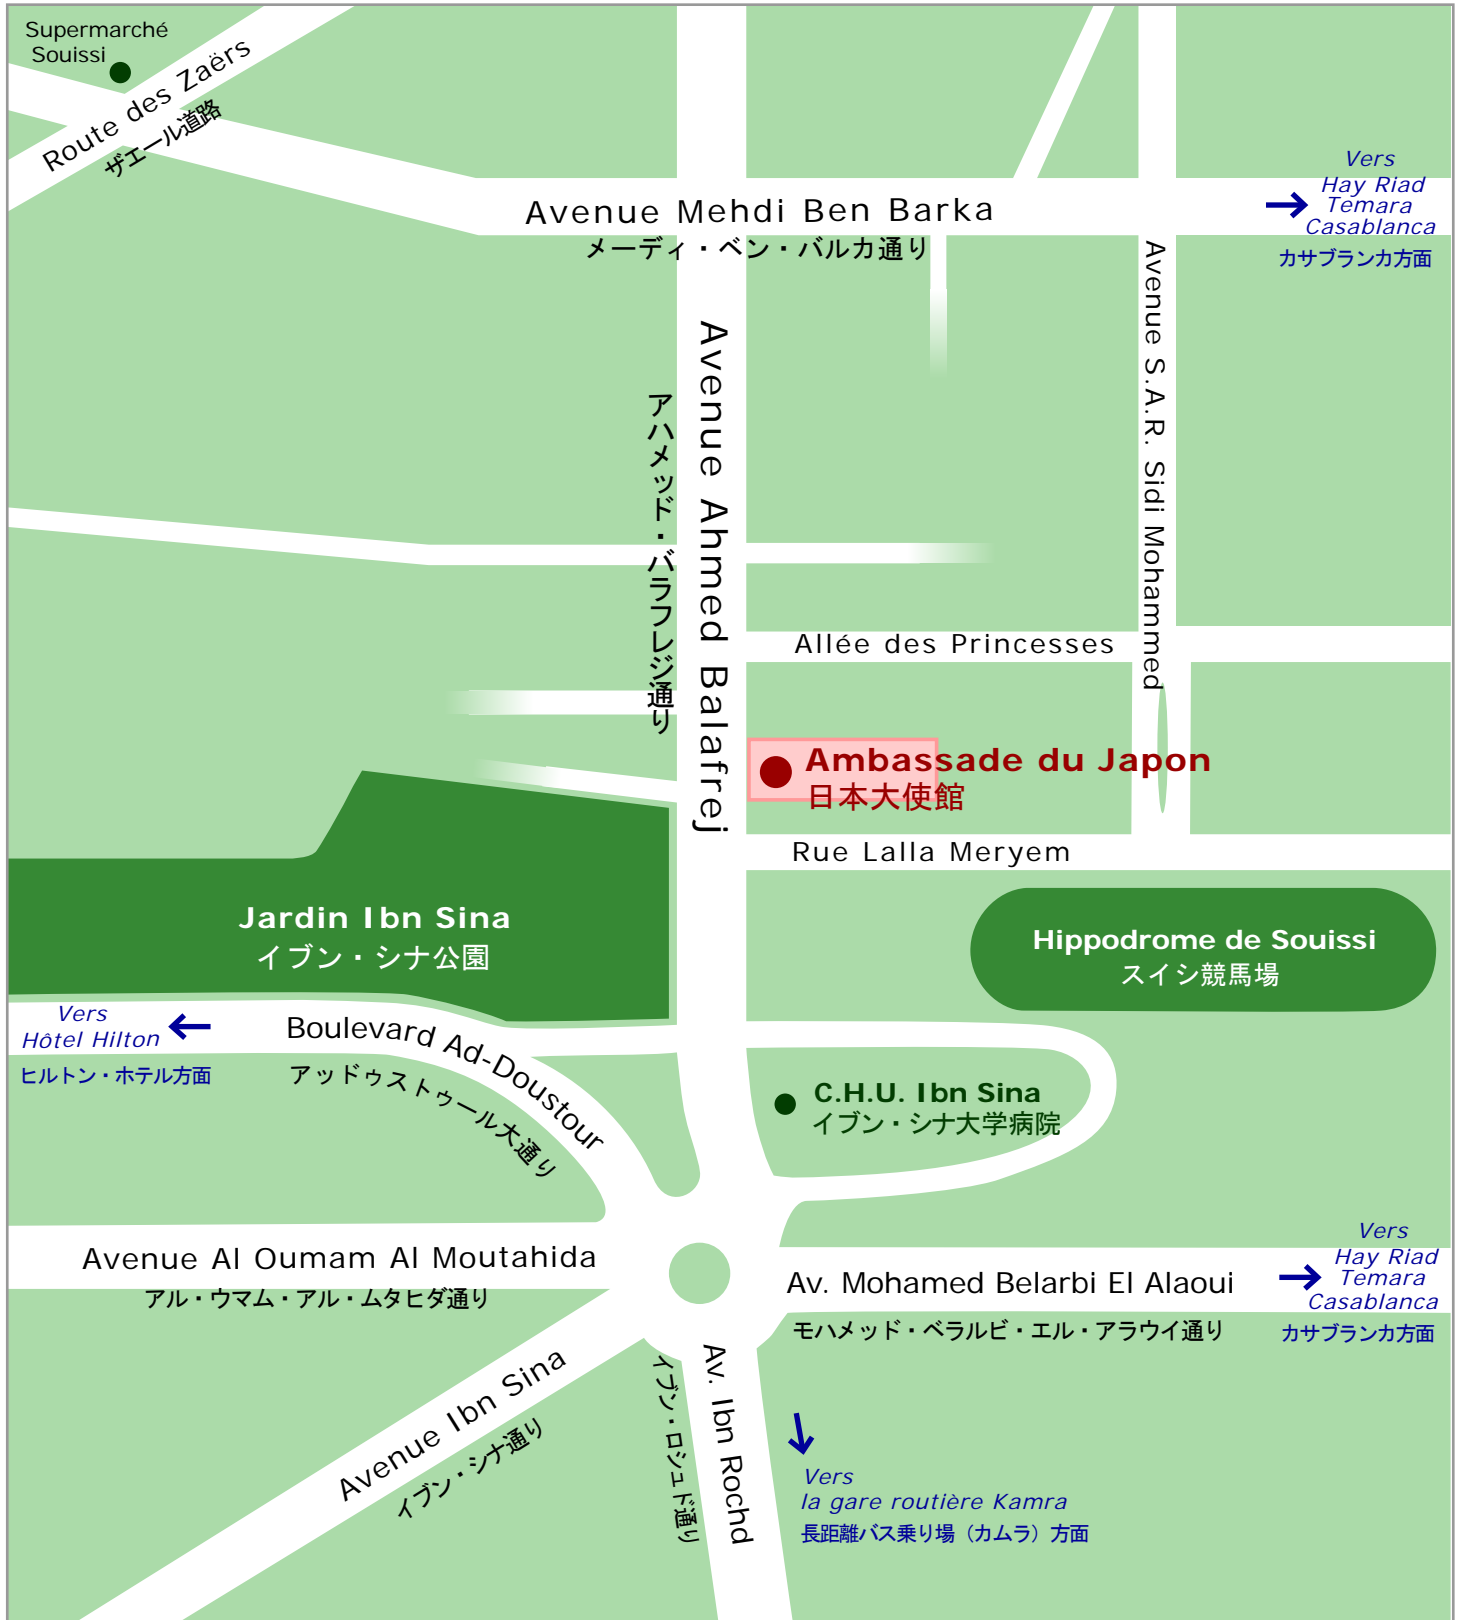 Supermarché
Souissi
Route des Zaërs
ザエール道路
Vers
Hay Riad
Temara
Casablanca
カサブランカ方面
Avenue Mehdi Ben Barka
メーディ・ベン・バルカ通り
Avenue S.A.R. Sidi Mohammed
Avenue Ahmed Balafrej
アハメッド・バラフレジ通り
Allée des Princesses
Ambassade du Japon
日本大使館
Rue Lalla Meryem
Jardin Ibn Sina
イブン・シナ公園
Hippodrome de Souissi
スイシ競馬場
Vers
Hôtel Hilton
ヒルトン・ホテル方面
Boulevard Ad-Doustour
アッドゥストゥール大通り
C.H.U. Ibn Sina
イブン・シナ大学病院
Avenue Al Oumam Al Moutahida
アル・ウマム・アル・ムタヒダ通り
Av. Mohamed Belarbi El Alaoui
モハメッド・ベラルビ・エル・アラウイ通り
Vers
Hay Riad
Temara
Casablanca
カサブランカ方面
Avenue Ibn Sina
イブン・シナ通り
Av. Ibn Rochd
イブン・ロシュド通り
Vers
la gare routière Kamra
長距離バス乗り場（カムラ）方面